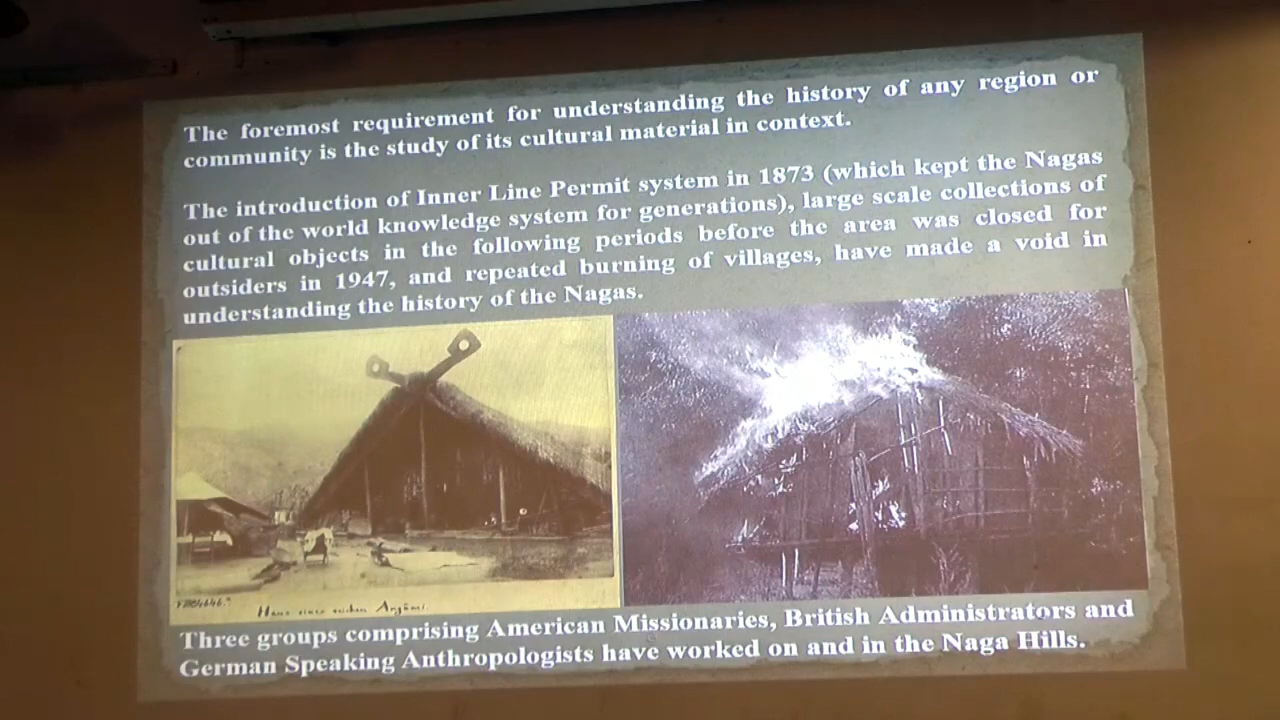 The foremost requirement for understanding the history of any region or
community is the study of its cultural material in context.
The introduction of Inner Line Permit system in 1873 (which kept the Nagas
out of the world knowledge system for generations), large scale collections of
cultural objects in the following periods before the area was closed for
outsiders in 1947, and repeated burning of villages, have made a void in
understanding the history of the Nagas.
Haus eines reichen Angami
Three groups comprising American Missionaries, British Administrators and
German Speaking Anthropologists have worked on and in the Naga Hills.